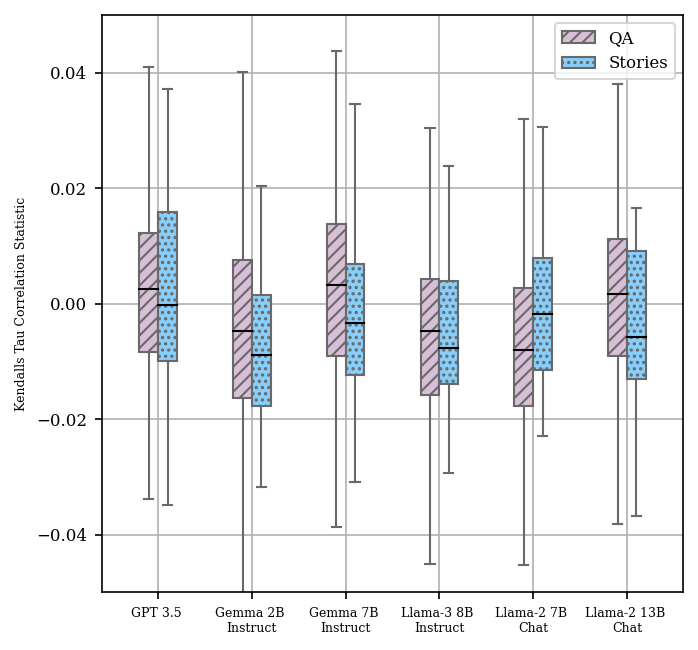 QA
Stories
Kendalls Tau Correlation Statistic
0.04
0.02
0.00
−0.02
−0.04
GPT 3.5
Gemma 2B
Instruct
Gemma 7B
Instruct
Llama-3 8B
Instruct
Llama-2 7B
Chat
Llama-2 13B
Chat